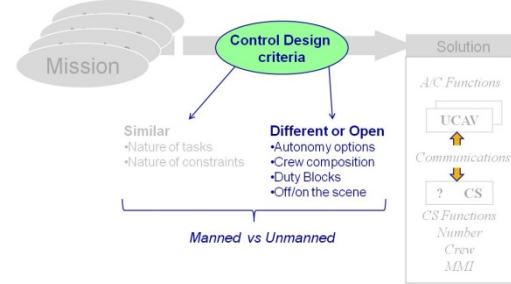 Mission
Control Design
criteria
Solution
Similar
•Nature of tasks
•Nature of constraints
Different or Open
•Autonomy options
•Crew composition
•Duty Blocks
•Off/on the scene
Manned vs Unmanned
A/C Functions
UCAV
Communications
? CS
CS Functions
Number
Crew
MMI